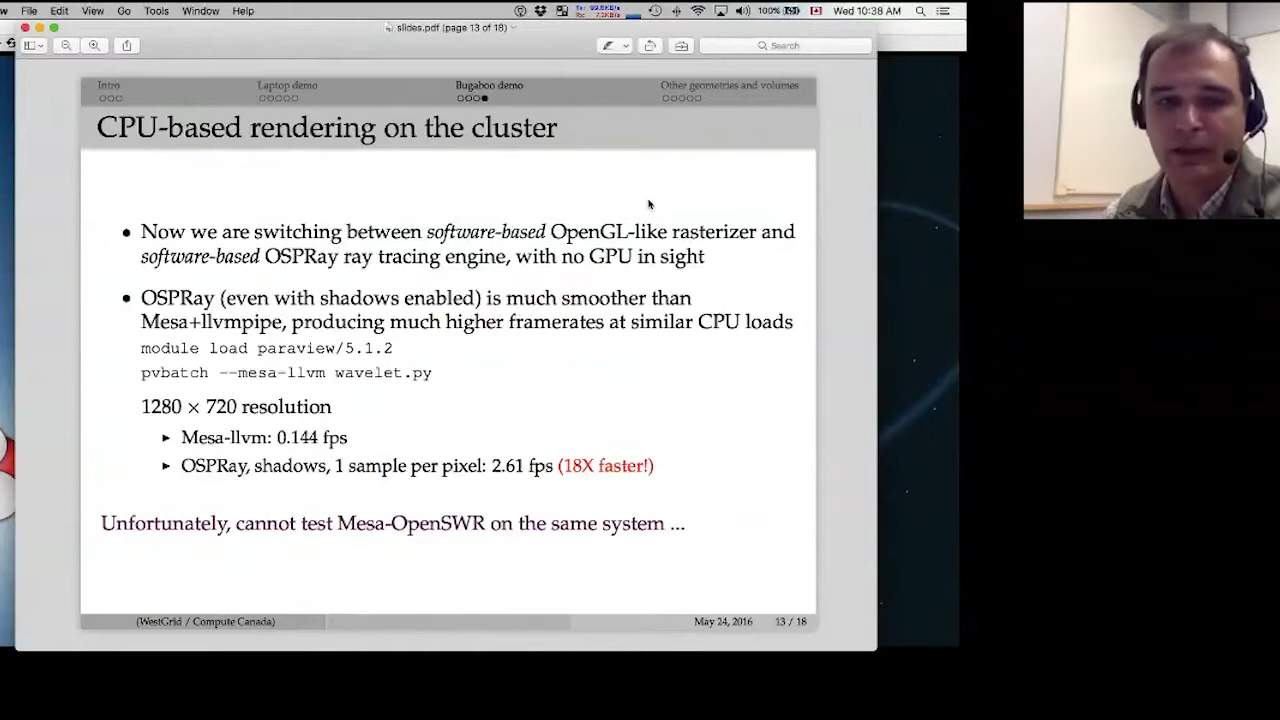 File Edit View Go Tools Window Help
Tx: 99.6KB/s
Rx: 7.3KB/s
100% Wed 10:38 AM
slides.pdf (page 13 of 18)
Search
Intro Laptop demo Bugaboo demo Other geometries and volumes
CPU-based rendering on the cluster
• Now we are switching between software-based OpenGL-like rasterizer and
software-based OSPRay ray tracing engine, with no GPU in sight
• OSPRay (even with shadows enabled) is much smoother than
Mesa+llvmpipe, producing much higher framerates at similar CPU loads
module load paraview/5.1.2
pvbatch --mesa-llvm wavelet.py
1280 × 720 resolution
▸ Mesa-llvm: 0.144 fps
▸ OSPRay, shadows, 1 sample per pixel: 2.61 fps (18X faster!)
Unfortunately, cannot test Mesa-OpenSWR on the same system ...
(WestGrid / Compute Canada) May 24, 2016 13 / 18